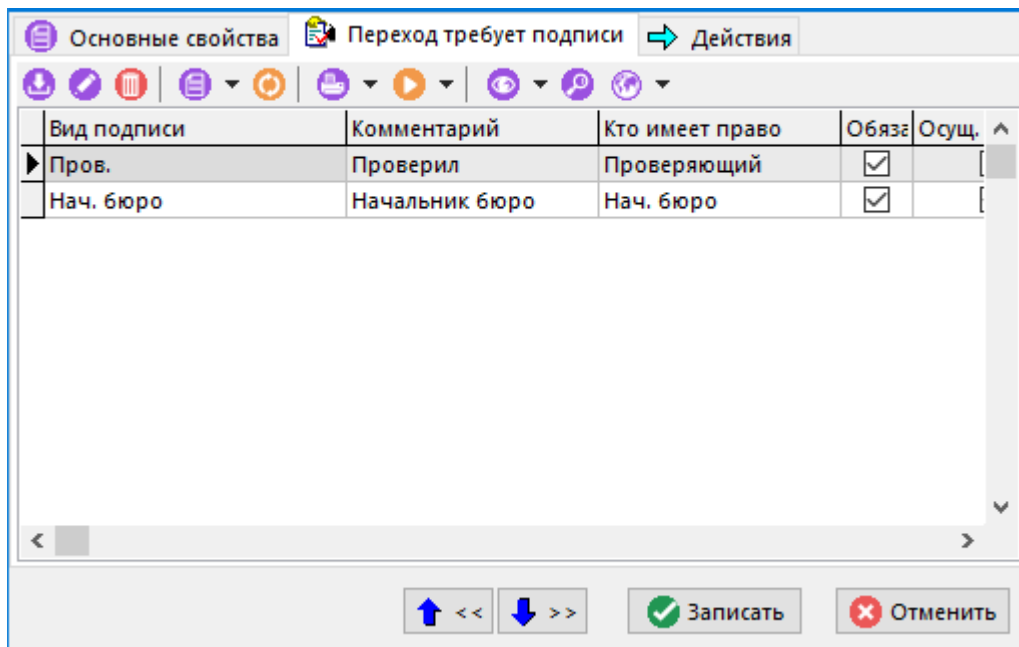 Основные свойства Переход требует подписи Действия
Вид подписи Комментарий Кто имеет право Обяза Осущ.
Пров. Проверил Проверяющий
Нач. бюро Начальник бюро Нач. бюро
<< >> Записать Отменить